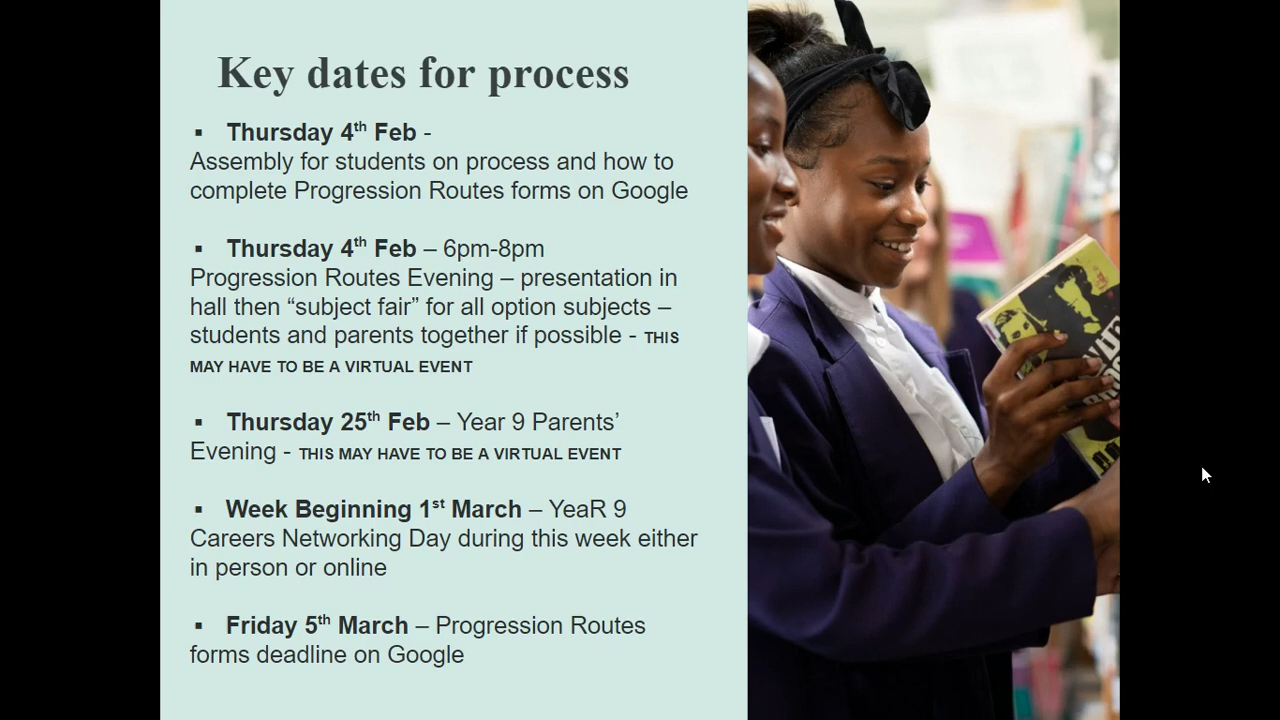 Key dates for process
▪ Thursday 4th Feb -
Assembly for students on process and how to
complete Progression Routes forms on Google
▪ Thursday 4th Feb – 6pm-8pm
Progression Routes Evening – presentation in
hall then “subject fair” for all option subjects –
students and parents together if possible - THIS
MAY HAVE TO BE A VIRTUAL EVENT
▪ Thursday 25th Feb – Year 9 Parents’
Evening - THIS MAY HAVE TO BE A VIRTUAL EVENT
▪ Week Beginning 1st March – YeaR 9
Careers Networking Day during this week either
in person or online
▪ Friday 5th March – Progression Routes
forms deadline on Google